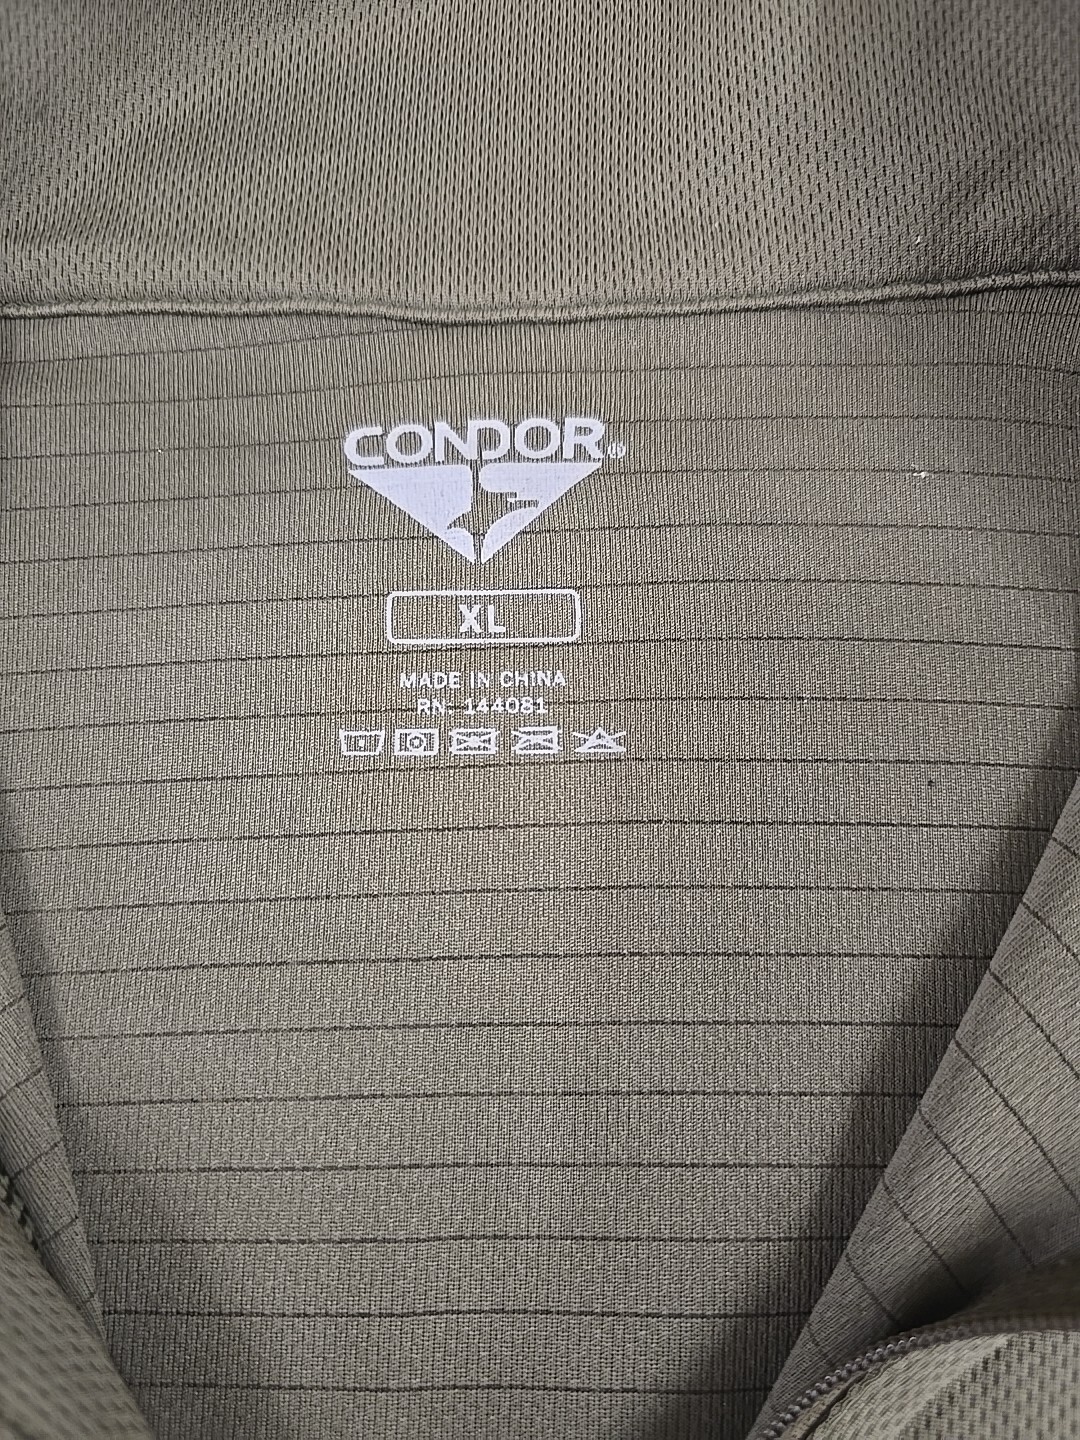 CONDOR®
XL
MADE IN CHINA
RN- 144081